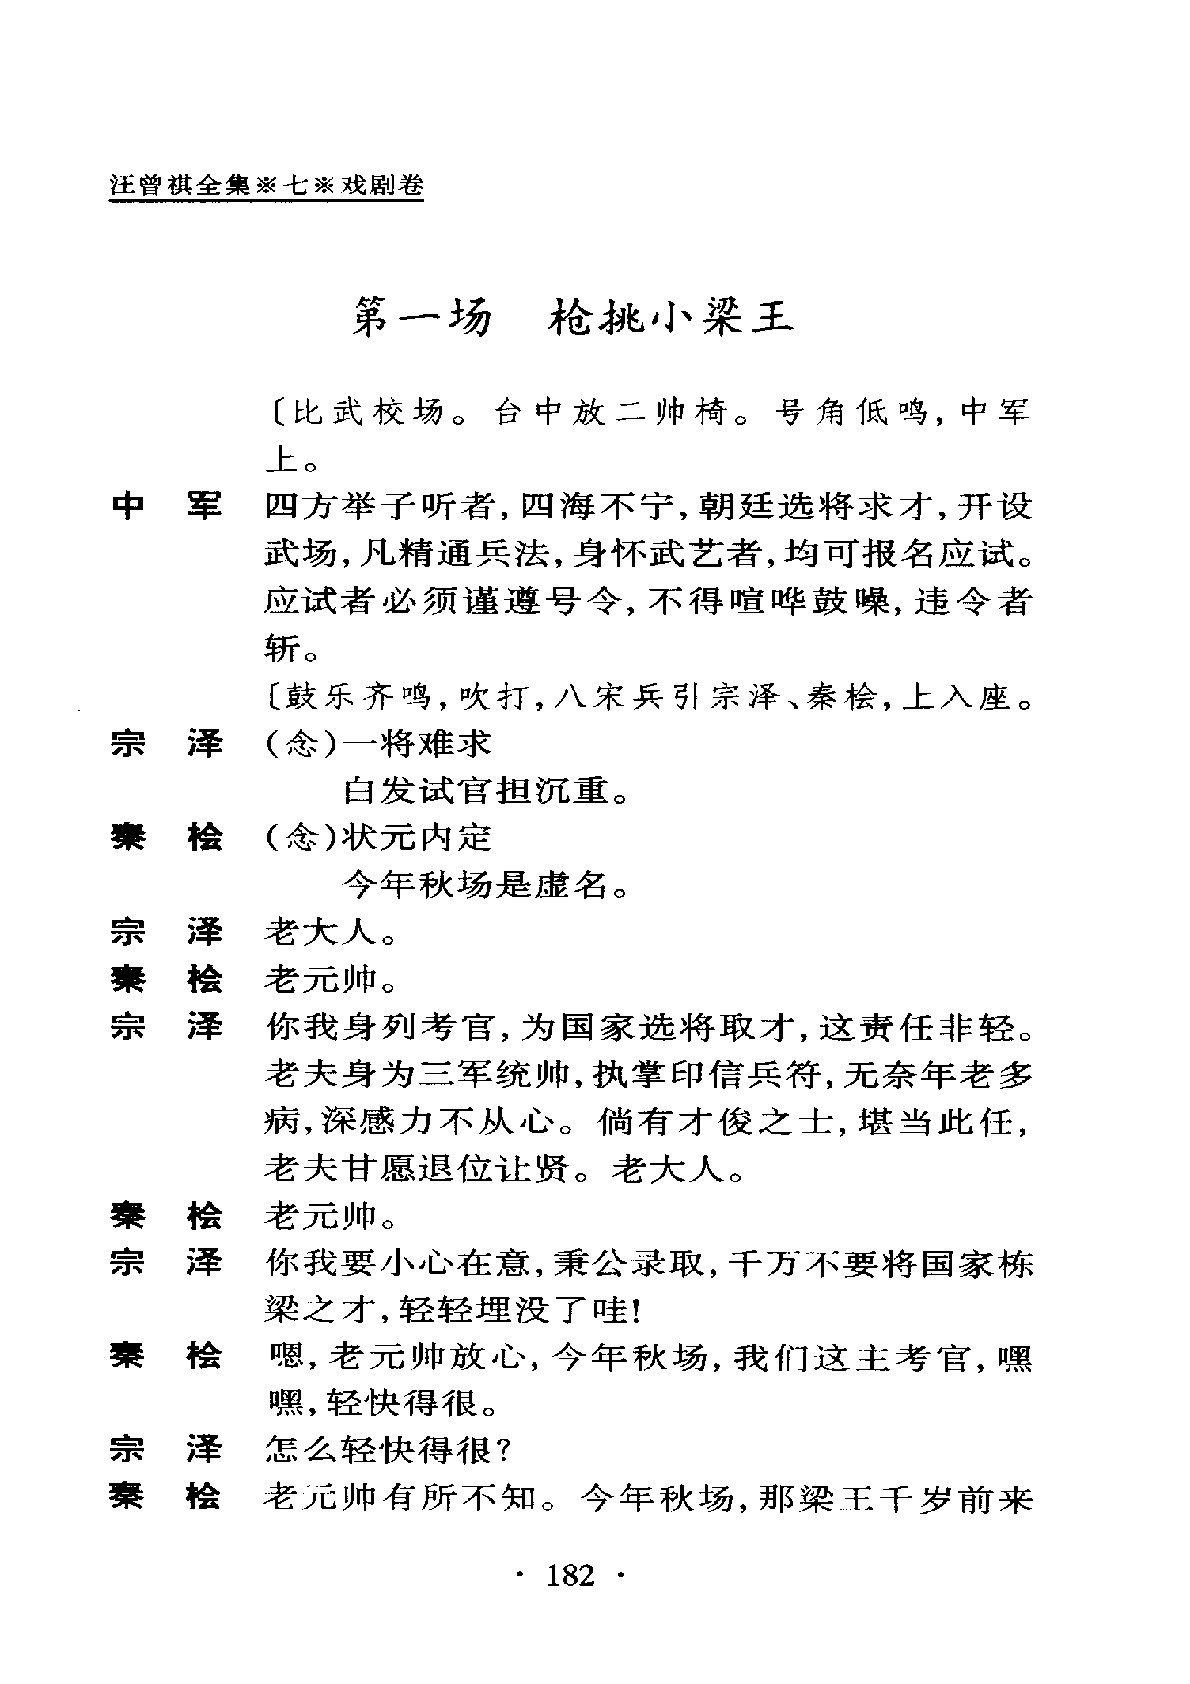 汪曾祺全集※七※戏剧卷
第一场　枪挑小梁王
〔比武校场。台中放二帅椅。号角低鸣,中军
上。
中　军　四方举子听者,四海不宁,朝廷选将求才,开设
武场,凡精通兵法,身怀武艺者,均可报名应试。
应试者必须谨遵号令,不得喧哗鼓噪,违令者
斩。
〔鼓乐齐鸣,吹打,八宋兵引宗泽、秦桧,上入座。
宗　泽　(念)一将难求
白发试官担沉重。
秦　桧　(念)状元内定
今年秋场是虚名。
宗　泽　老大人。
秦　桧　老元帅。
宗　泽　你我身列考官,为国家选将取才,这责任非轻。
老夫身为三军统帅,执掌印信兵符,无奈年老多
病,深感力不从心。倘有才俊之士,堪当此任,
老夫甘愿退位让贤。老大人。
秦　桧　老元帅。
宗　泽　你我要小心在意,秉公录取,千万不要将国家栋
梁之才,轻轻埋没了哇!
秦　桧　嗯,老元帅放心,今年秋场,我们这主考官,嘿
嘿,轻快得很。
宗　泽　怎么轻快得很?
秦　桧　老元帅有所不知。今年秋场,那梁王千岁前来
· 182 ·